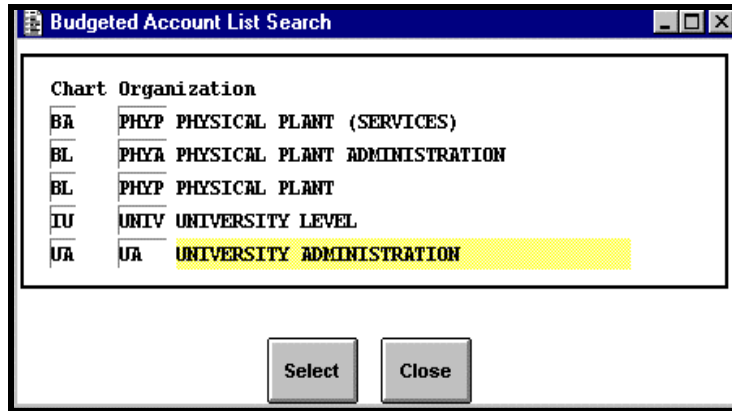 Budgeted Account List Search
Chart Organization
BA PHYP PHYSICAL PLANT (SERVICES)
BL PHYA PHYSICAL PLANT ADMINISTRATION
BL PHYP PHYSICAL PLANT
IU UNIV UNIVERSITY LEVEL
UA UA UNIVERSITY ADMINISTRATION
Select Close